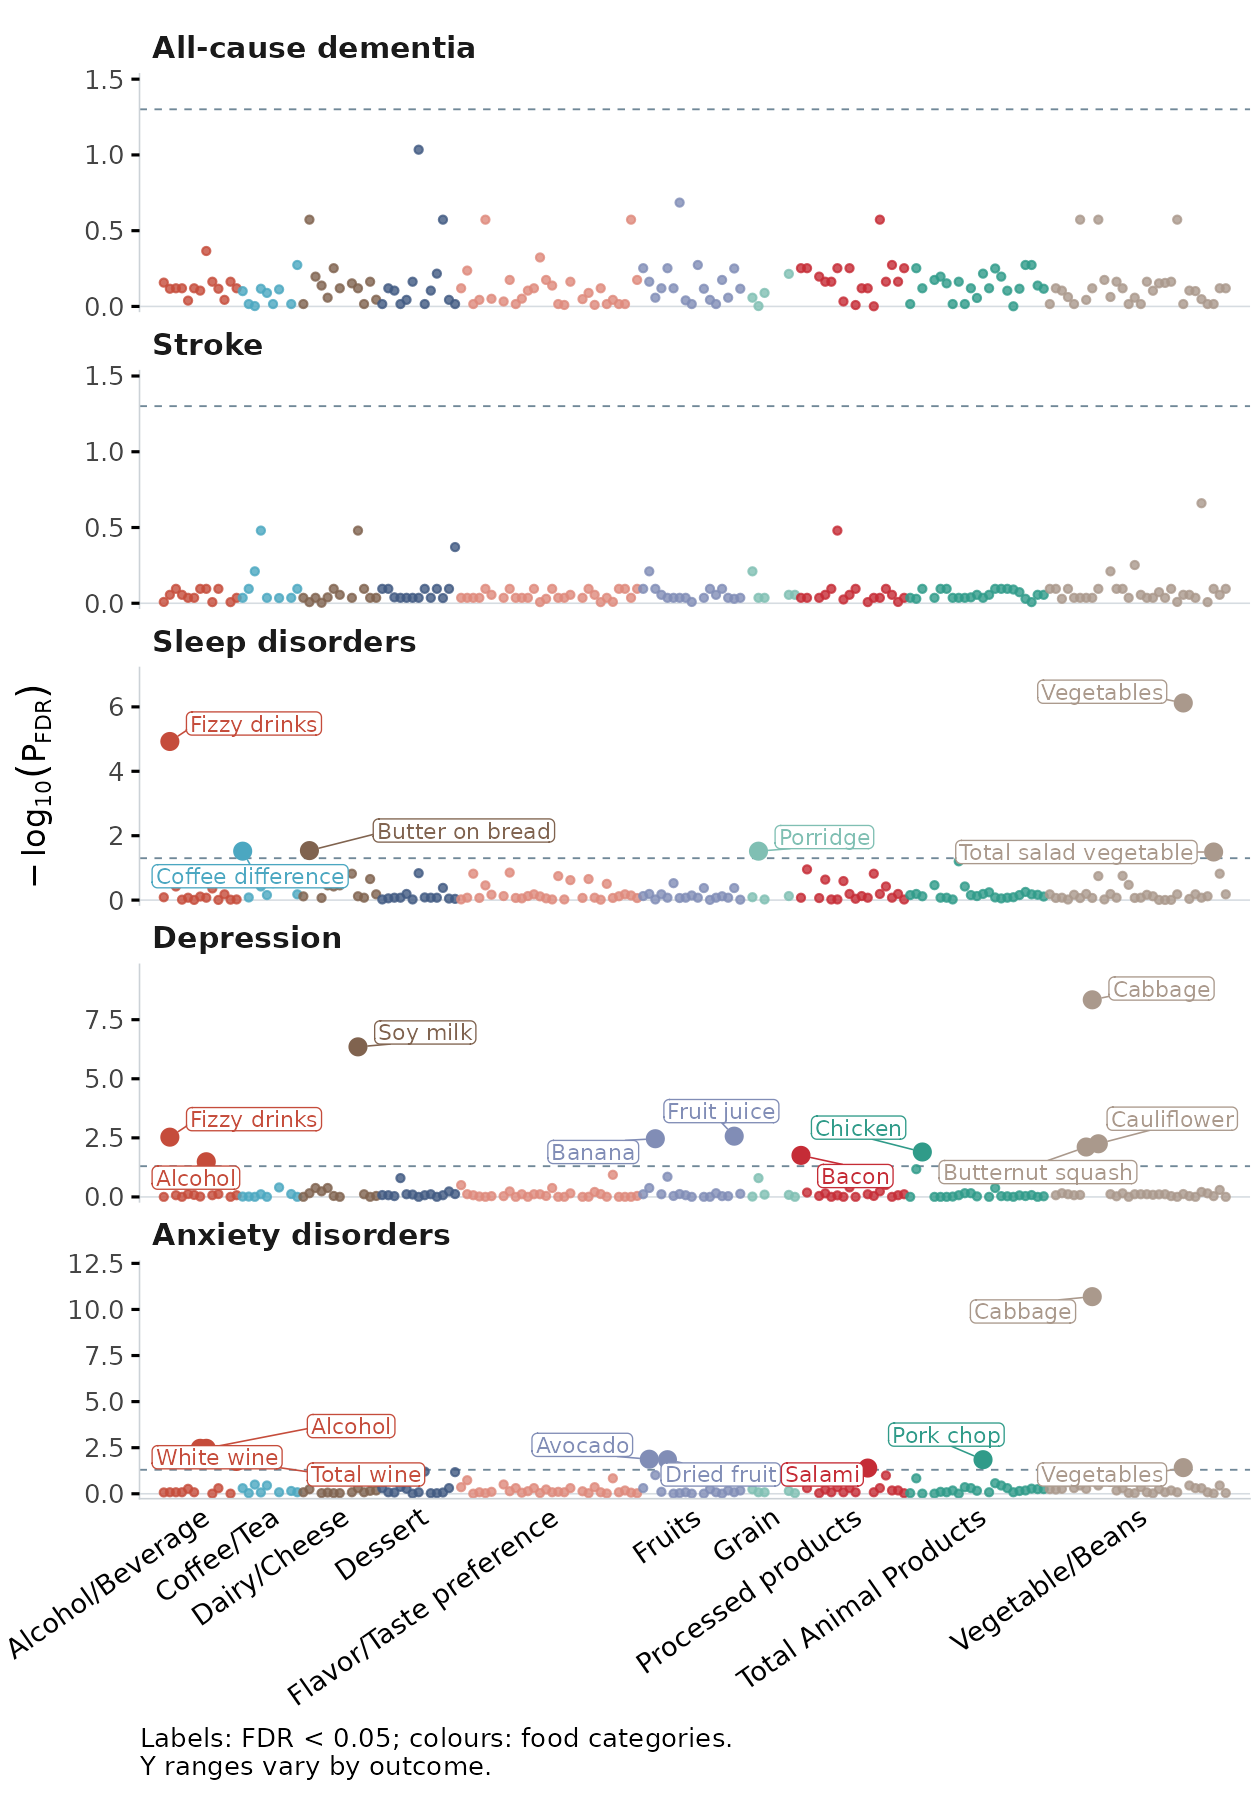 All-cause dementia
1.5
1.0
0.5
0.0
Stroke
1.5
1.0
0.5
0.0
Sleep disorders
6
4
2
0
Fizzy drinks
Vegetables
Butter on bread
Porridge
Total salad vegetable
Coffee difference
− log10(PFDR)
Depression
7.5
5.0
2.5
0.0
Cabbage
Soy milk
Fizzy drinks
Fruit juice
Cauliflower
Chicken
Banana
Butternut squash
Bacon
Alcohol
Anxiety disorders
12.5
10.0
7.5
5.0
2.5
0.0
Cabbage
Alcohol
Pork chop
Avocado
White wine
Total wine
Dried fruit
Salami
Vegetables
Alcohol/Beverage
Coffee/Tea
Dairy/Cheese
Dessert
Flavor/Taste preference
Fruits
Grain
Processed products
Total Animal Products
Vegetable/Beans
Labels: FDR < 0.05; colours: food categories.
Y ranges vary by outcome.